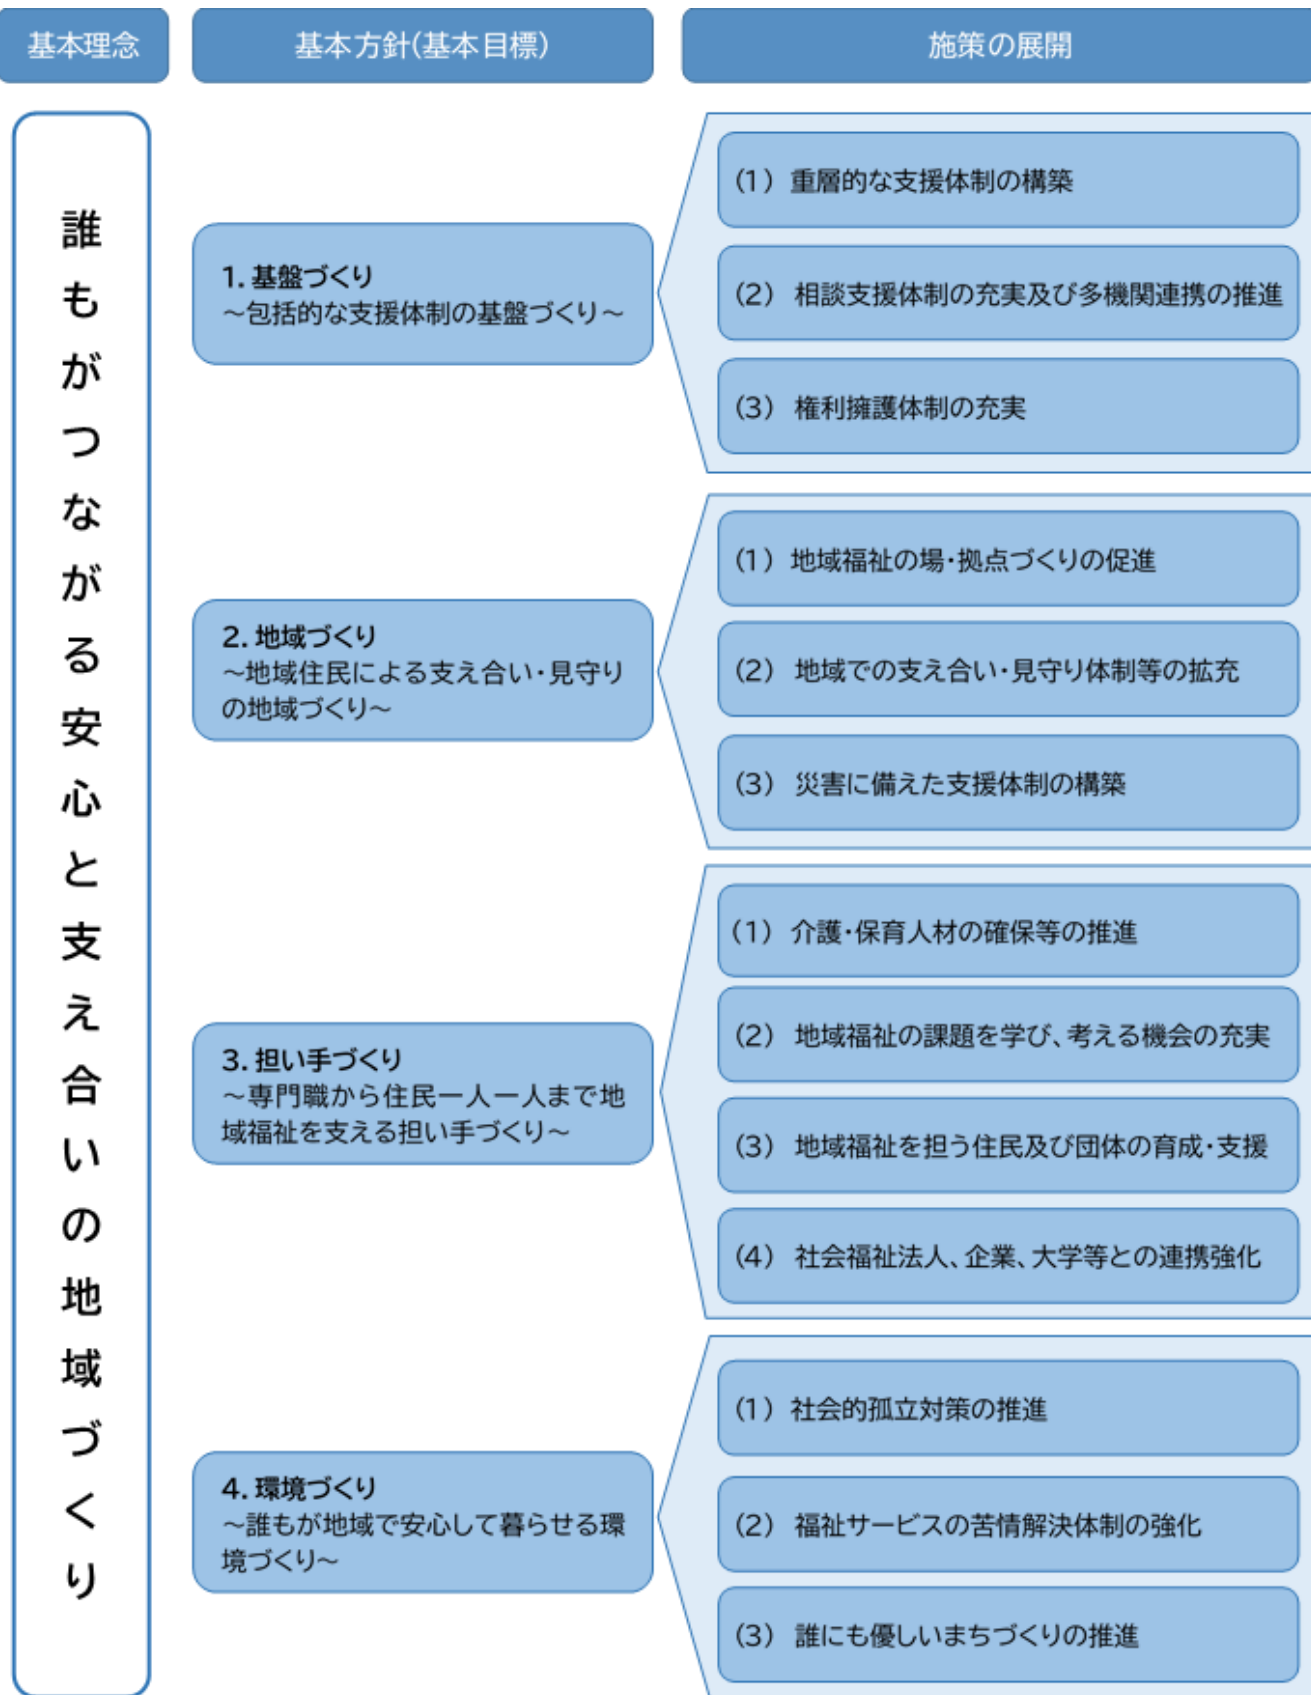 基本理念
基本方針(基本目標)
施策の展開
誰もがつながる安心と支え合いの地域づくり
1. 基盤づくり
～包括的な支援体制の基盤づくり～
(1) 重層的な支援体制の構築
(2) 相談支援体制の充実及び多機関連携の推進
(3) 権利擁護体制の充実
2. 地域づくり
～地域住民による支え合い・見守り
の地域づくり～
(1) 地域福祉の場・拠点づくりの促進
(2) 地域での支え合い・見守り体制等の拡充
(3) 災害に備えた支援体制の構築
3. 担い手づくり
～専門職から住民一人一人まで地
域福祉を支える担い手づくり～
(1) 介護・保育人材の確保等の推進
(2) 地域福祉の課題を学び、考える機会の充実
(3) 地域福祉を担う住民及び団体の育成・支援
(4) 社会福祉法人、企業、大学等との連携強化
4. 環境づくり
～誰もが地域で安心して暮らせる環
境づくり～
(1) 社会的孤立対策の推進
(2) 福祉サービスの苦情解決体制の強化
(3) 誰にも優しいまちづくりの推進